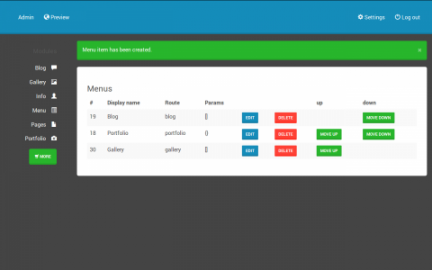 Admin Preview Settings Log out
Menu item has been created. ×
Blog
Gallery
Info
Menu
Pages
Portfolio
MORE
Menus
# Display name Route Params up down
19 Blog blog [] EDIT DELETE MOVE DOWN
18 Portfolio portfolio {} EDIT DELETE MOVE UP MOVE DOWN
30 Gallery gallery [] EDIT DELETE MOVE UP